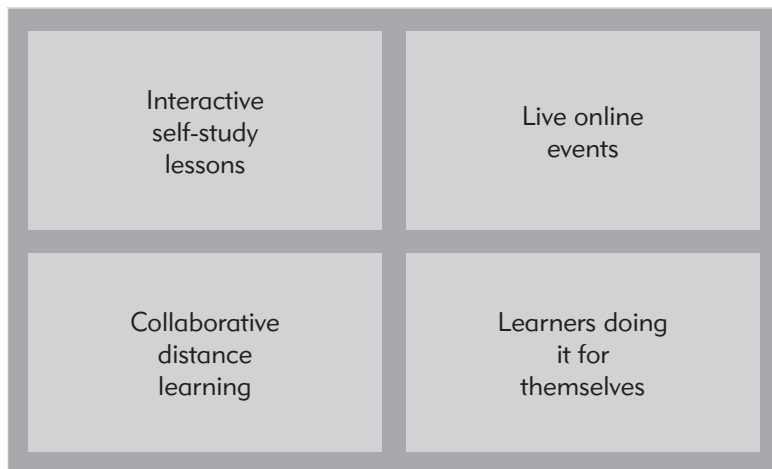 Interactive
self-study
lessons
Live online
events
Collaborative
distance
learning
Learners doing
it for
themselves